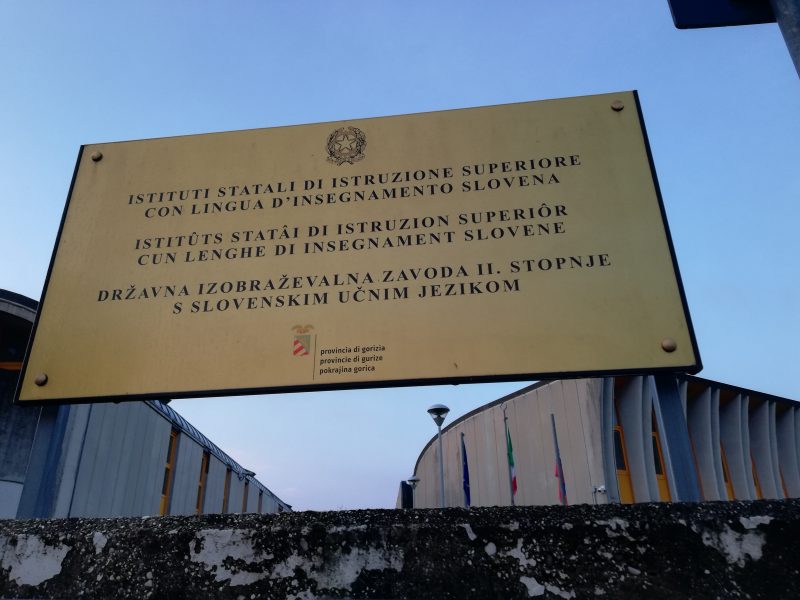 ISTITUTI STATALI DI ISTRUZIONE SUPERIORE
CON LINGUA D'INSEGNAMENTO SLOVENA
ISTITÛTS STATÂI DI ISTRUZION SUPERIÔR
CUN LENGHE DI INSEGNAMENT SLOVENE
DRŽAVNA IZOBRAŽEVALNA ZAVODA II. STOPNJE
S SLOVENSKIM UČNIM JEZIKOM
provincia di gorizia
provincie di gurize
pokrajina gorica